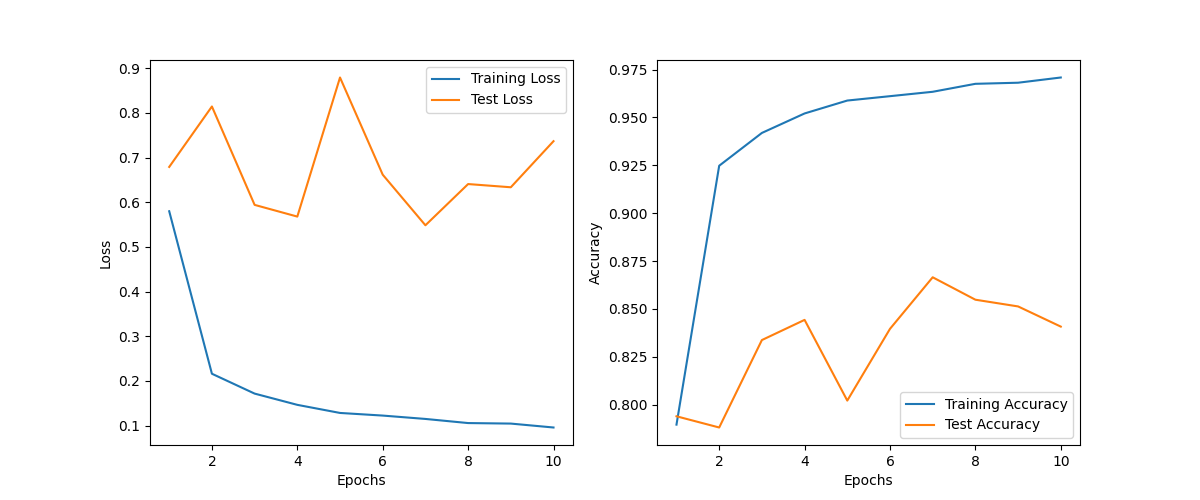 0.9
0.8
0.7
0.6
0.5
0.4
0.3
0.2
0.1
Loss
2 4 6 8 10
Epochs
Training Loss
Test Loss
0.975
0.950
0.925
0.900
0.875
0.850
0.825
0.800
Accuracy
2 4 6 8 10
Epochs
Training Accuracy
Test Accuracy